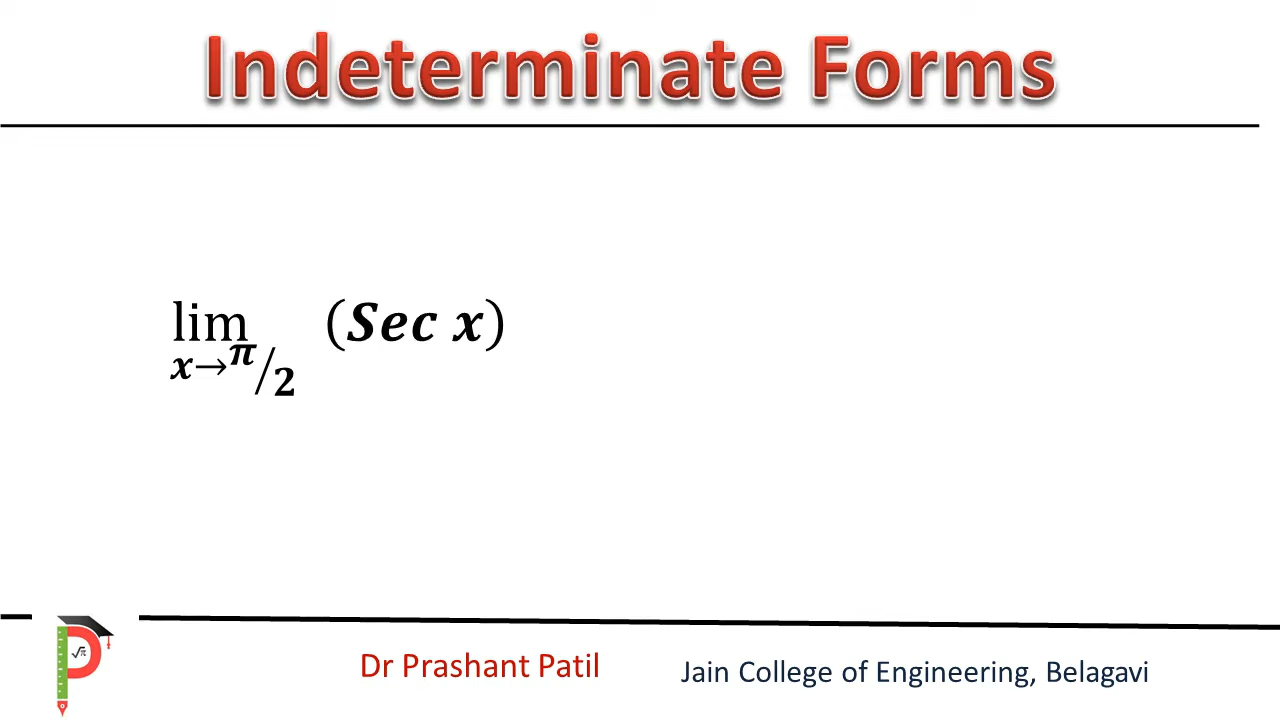 Indeterminate Forms
lim (Sec x)
x→π/2
√π
Dr Prashant Patil
Jain College of Engineering, Belagavi